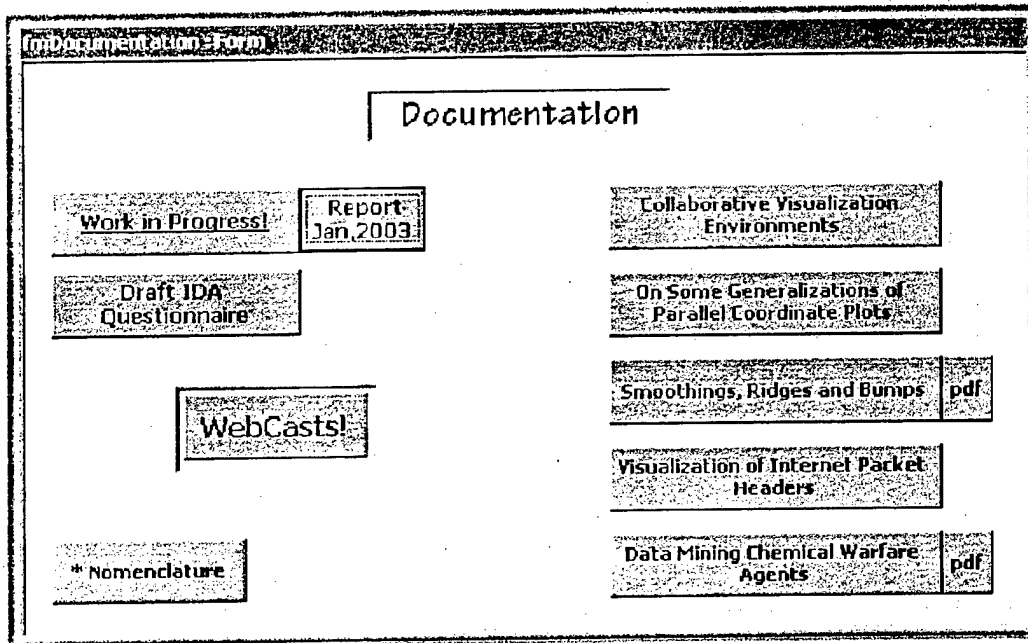 frmDocumentation : Form
Documentation
Work in Progress!
Report
Jan,2003
Draft IDA
Questionnaire
WebCasts!
* Nomenclature
Collaborative Visualization
Environments
On Some Generalizations of
Parallel Coordinate Plots
Smoothings, Ridges and Bumps
pdf
Visualization of Internet Packet
Headers
Data Mining Chemical Warfare
Agents
pdf